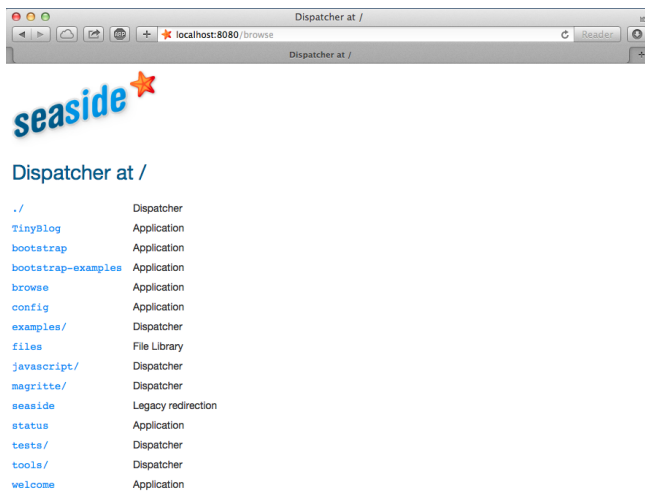 Dispatcher at /
ABP
localhost:8080/browse
Reader
Dispatcher at /
seaside
Dispatcher at /
./ Dispatcher
TinyBlog Application
bootstrap Application
bootstrap-examples Application
browse Application
config Application
examples/ Dispatcher
files File Library
javascript/ Dispatcher
magritte/ Dispatcher
seaside Legacy redirection
status Application
tests/ Dispatcher
tools/ Dispatcher
welcome Application